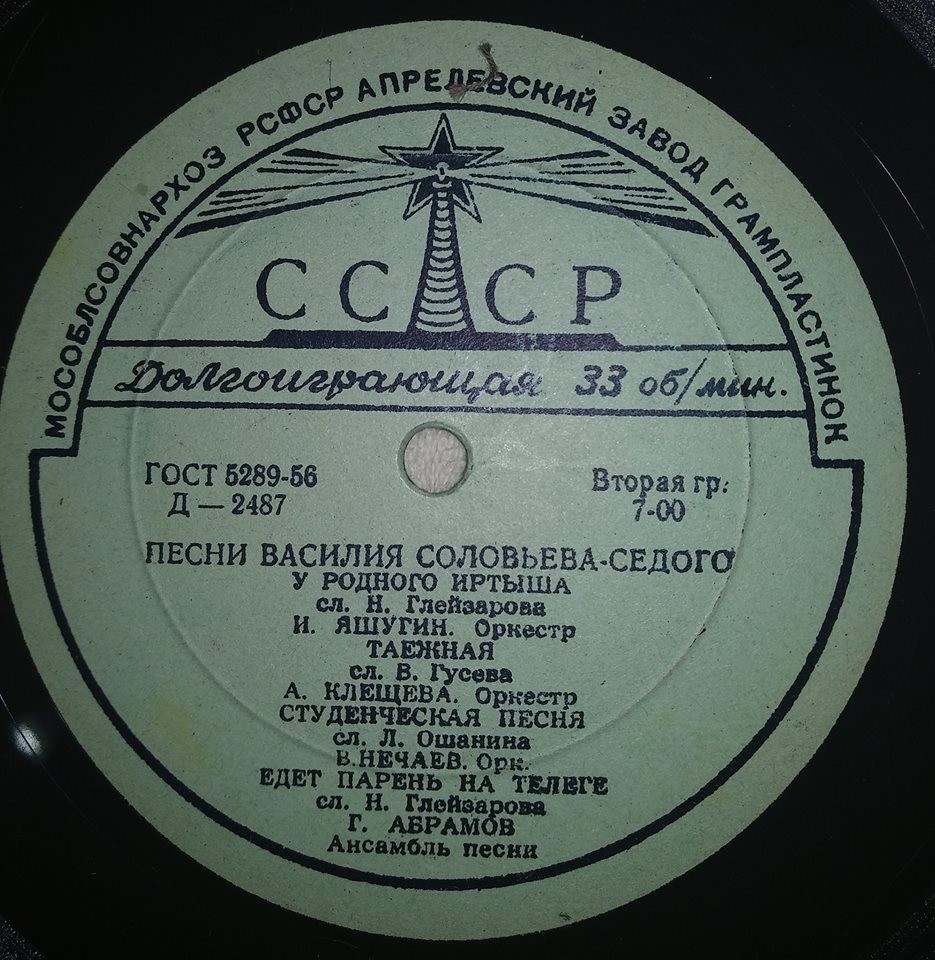 МОСОБЛСОВНАРХОЗ РСФСР АПРЕЛЕВСКИЙ ЗАВОД ГРАМПЛАСТИНОК
СССР
Долгоиграющая 33 об/мин.
ГОСТ 5289-56
Д — 2487
Вторая гр:
7-00
ПЕСНИ ВАСИЛИЯ СОЛОВЬЕВА-СЕДОГО
У РОДНОГО ИРТЫША
сл. Н. Глейзарова
И. ЯШУГИН. Оркестр
ТАЕЖНАЯ
сл. В. Гусева
А. КЛЕЩЕВА. Оркестр
СТУДЕНЧЕСКАЯ ПЕСНЯ
сл. Л. Ошанина
В.НЕЧАЕВ. Орк.
ЕДЕТ ПАРЕНЬ НА ТЕЛЕГЕ
сл. Н. Глейзарова
Г. АБРАМОВ
Ансамбль песни